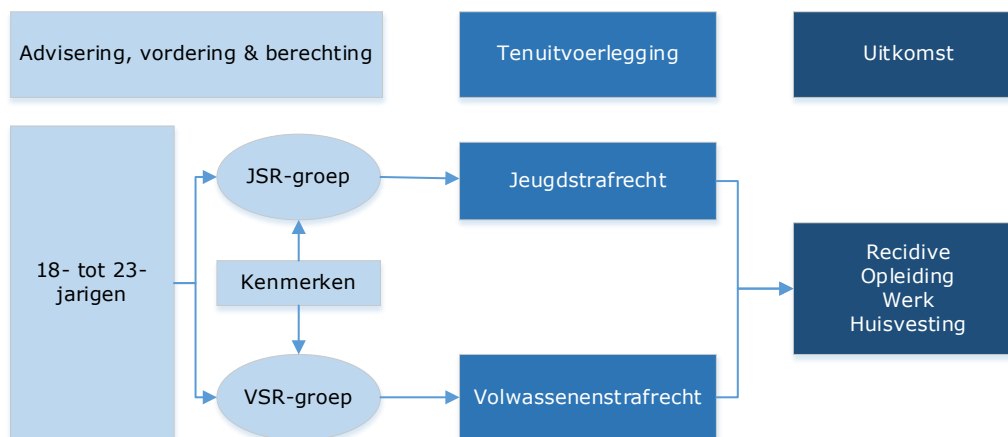 Advisering, vordering & berechting
Tenuitvoerlegging
Uitkomst
18- tot 23-
jarigen
JSR-groep
Kenmerken
VSR-groep
Jeugdstrafrecht
Volwassenenstrafrecht
Recidive
Opleiding
Werk
Huisvesting